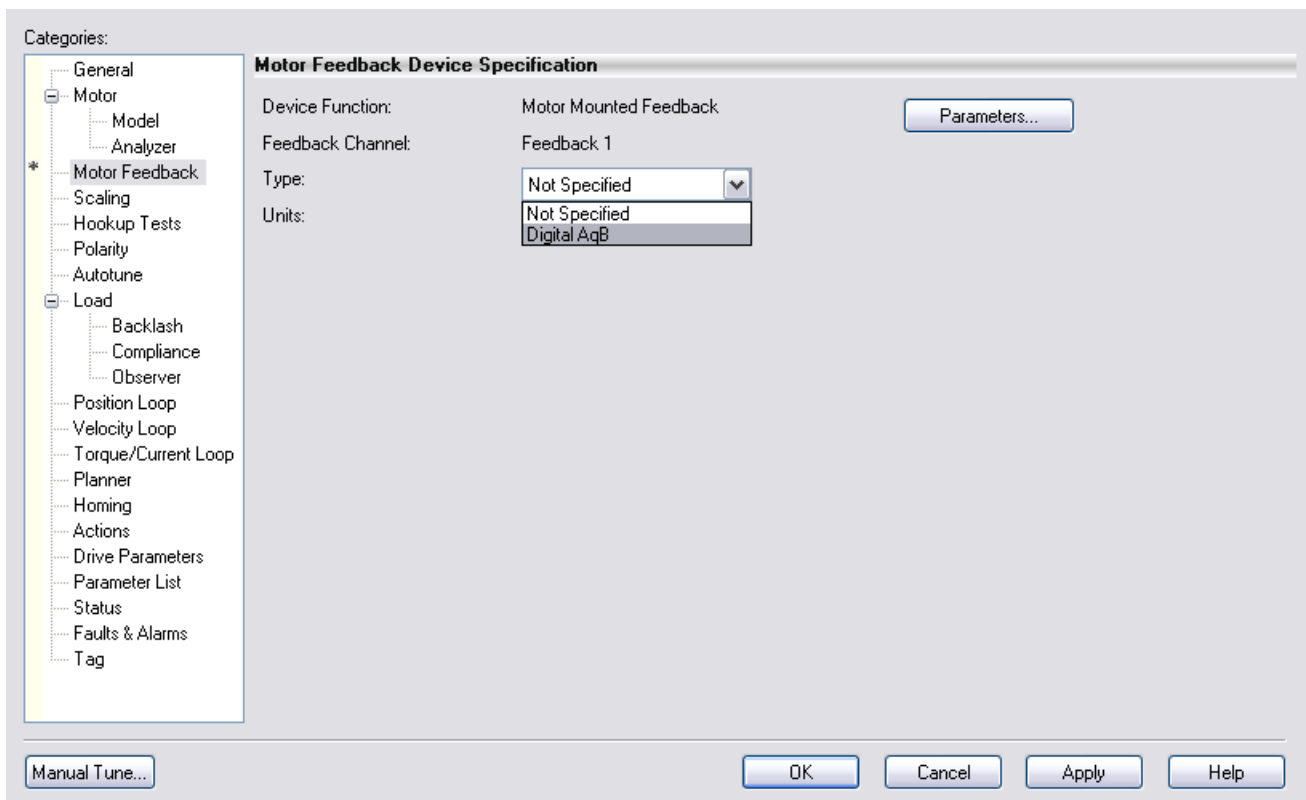 Categories:
General
Motor
Model
Analyzer
* Motor Feedback
Scaling
Hookup Tests
Polarity
Autotune
Load
Backlash
Compliance
Observer
Position Loop
Velocity Loop
Torque/Current Loop
Planner
Homing
Actions
Drive Parameters
Parameter List
Status
Faults & Alarms
Tag
Motor Feedback Device Specification
Device Function: Motor Mounted Feedback Parameters...
Feedback Channel: Feedback 1
Type: Not Specified
Units: Not Specified
Digital AqB
Manual Tune... OK Cancel Apply Help